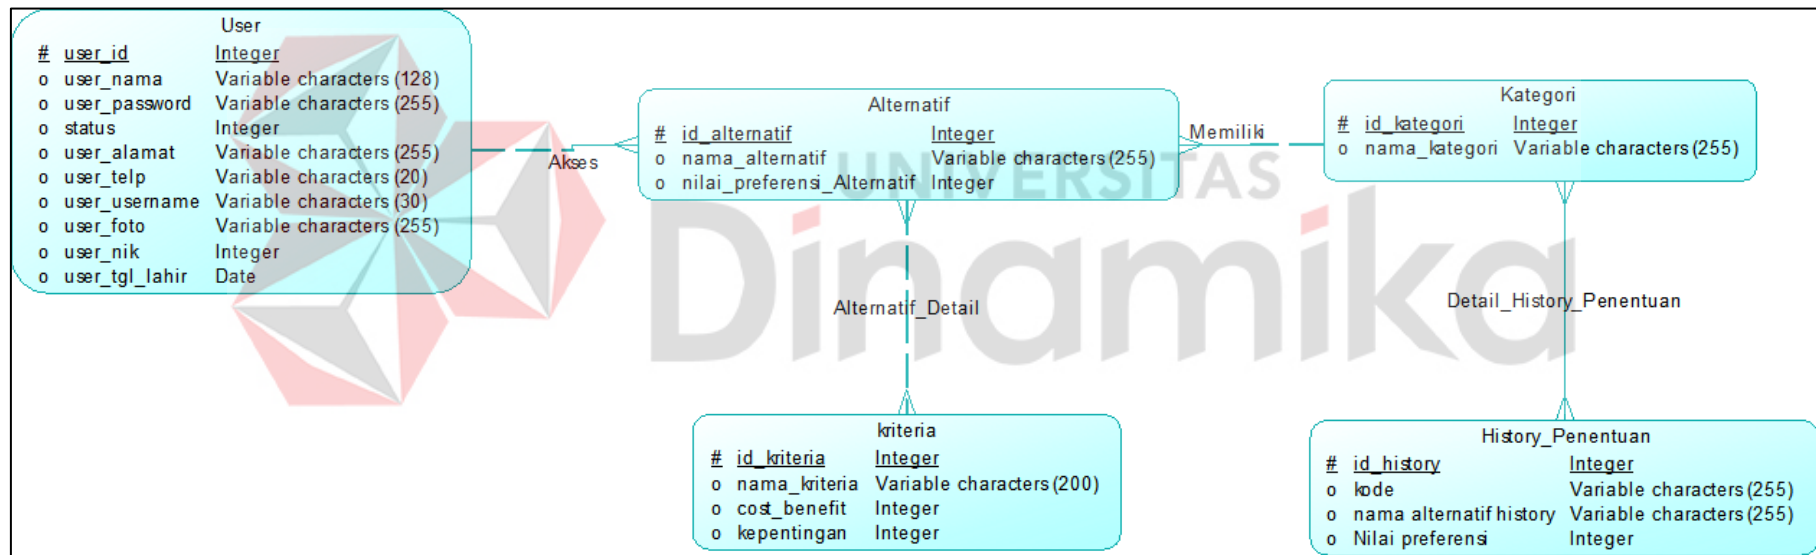 User
# user_id Integer
o user_nama Variable characters (128)
o user_password Variable characters (255)
o status Integer
o user_alamat Variable characters (255)
o user_telp Variable characters (20)
o user_username Variable characters (30)
o user_foto Variable characters (255)
o user_nik Integer
o user_tgl_lahir Date
Akses
Alternatif
# id_alternatif Integer
o nama_alternatif Variable characters (255)
o nilai_preferensi_Alternatif Integer
Memiliki
Kategori
# id_kategori Integer
o nama_kategori Variable characters (255)
UNIVERSITAS
Dinamika
Alternatif_Detail
Detail_History_Penentuan
kriteria
# id_kriteria Integer
o nama_kriteria Variable characters (200)
o cost_benefit Integer
o kepentingan Integer
History_Penentuan
# id_history Integer
o kode Variable characters (255)
o nama alternatif history Variable characters (255)
o Nilai preferensi Integer